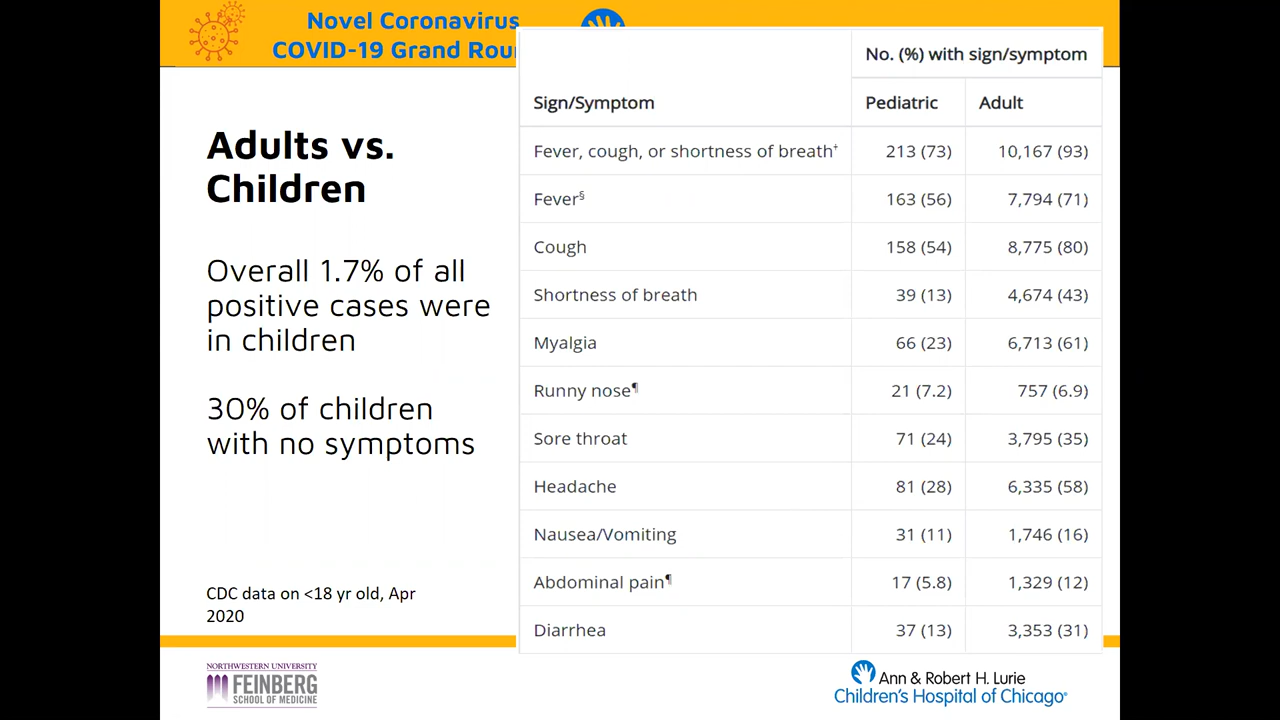 Novel Coronavirus
COVID-19 Grand Rou
Adults vs.
Children
Overall 1.7% of all
positive cases were
in children
30% of children
with no symptoms
CDC data on <18 yr old, Apr
2020
No. (%) with sign/symptom
Sign/Symptom Pediatric Adult
Fever, cough, or shortness of breath† 213 (73) 10,167 (93)
Fever§ 163 (56) 7,794 (71)
Cough 158 (54) 8,775 (80)
Shortness of breath 39 (13) 4,674 (43)
Myalgia 66 (23) 6,713 (61)
Runny nose¶ 21 (7.2) 757 (6.9)
Sore throat 71 (24) 3,795 (35)
Headache 81 (28) 6,335 (58)
Nausea/Vomiting 31 (11) 1,746 (16)
Abdominal pain¶ 17 (5.8) 1,329 (12)
Diarrhea 37 (13) 3,353 (31)
NORTHWESTERN UNIVERSITY
FEINBERG
SCHOOL OF MEDICINE
Ann & Robert H. Lurie
Children's Hospital of Chicago®